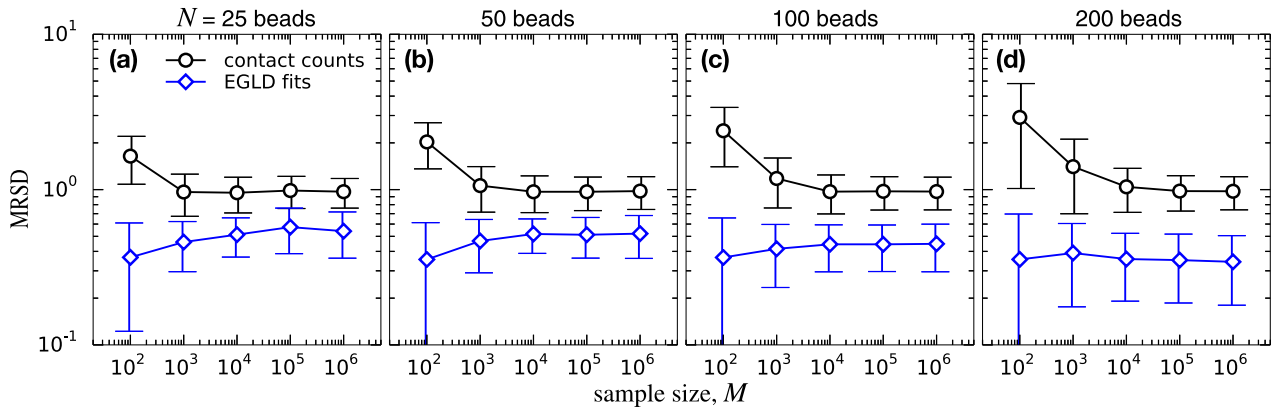 N = 25 beads 50 beads 100 beads 200 beads
(a) (b) (c) (d)
contact counts
EGLD fits
MRSD
10^1
10^0
10^-1
10^2 10^3 10^4 10^5 10^6 10^2 10^3 10^4 10^5 10^6 10^2 10^3 10^4 10^5 10^6 10^2 10^3 10^4 10^5 10^6
sample size, M